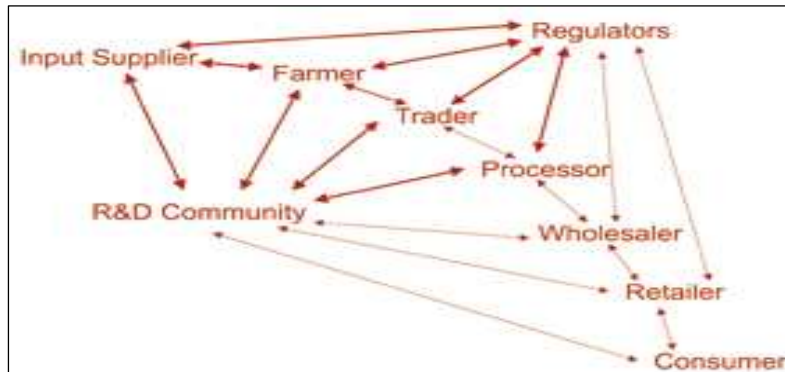 Regulators
Input Supplier
Farmer
Trader
Processor
R&D Community
Wholesaler
Retailer
Consumer